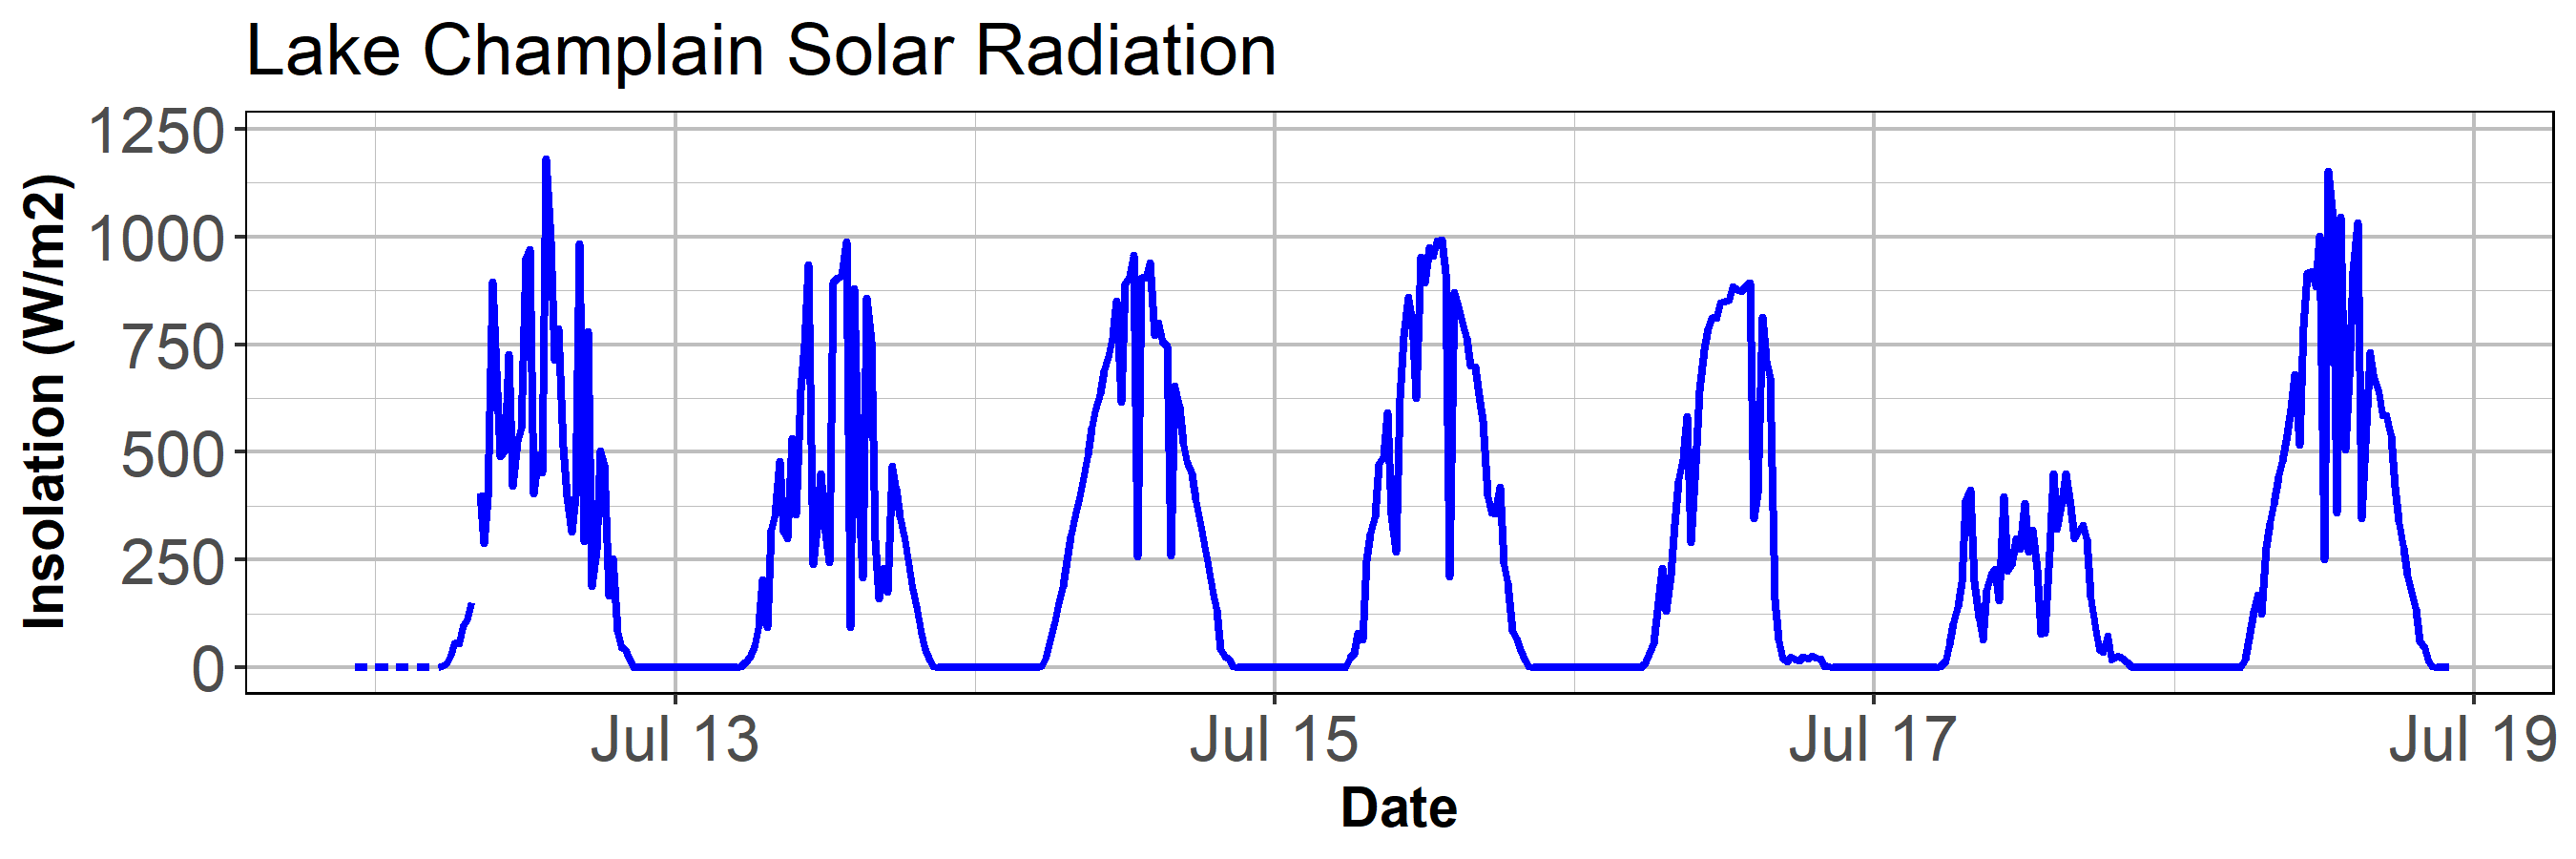 Lake Champlain Solar Radiation
1250
1000
750
500
250
0
Insolation (W/m2)
Jul 13
Jul 15
Jul 17
Jul 19
Date